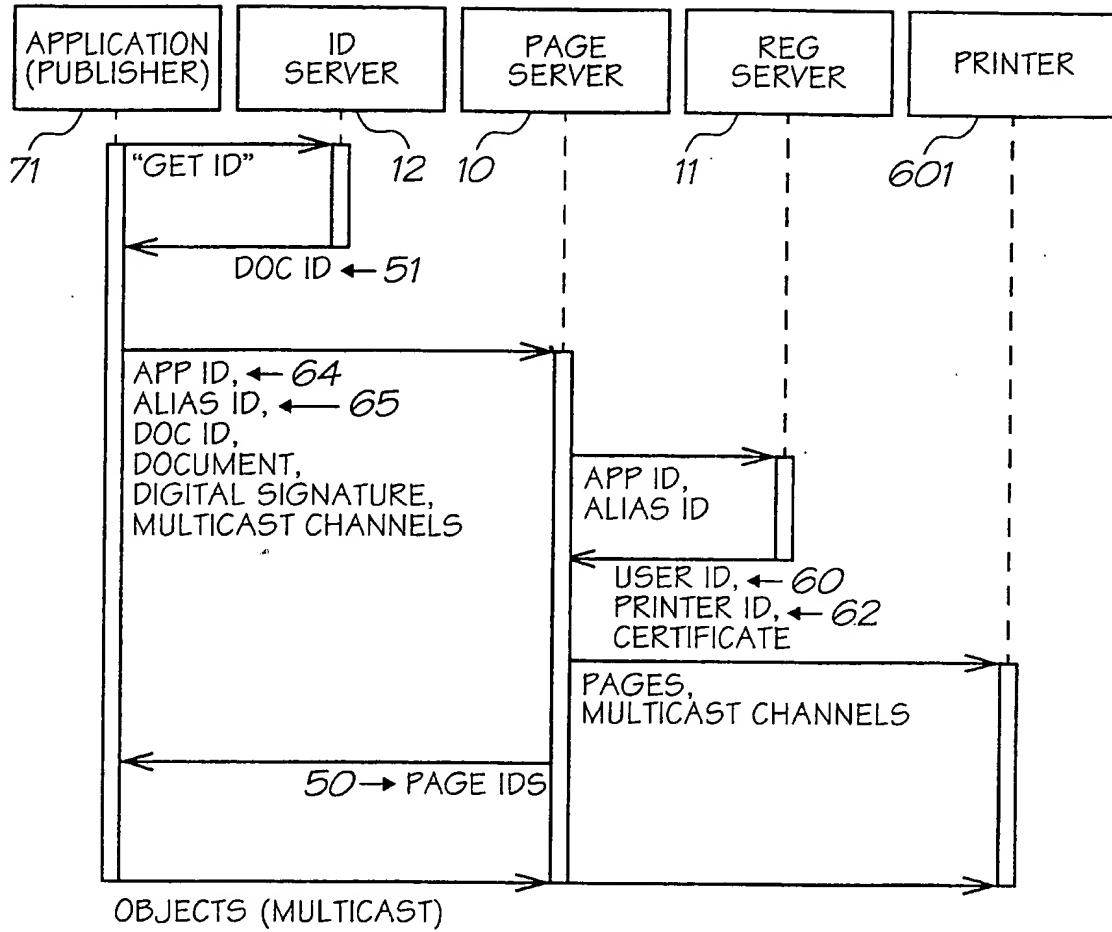 APPLICATION
(PUBLISHER)
ID
SERVER
PAGE
SERVER
REG
SERVER
PRINTER
71
12
10
11
601
“GET ID”
DOC ID
51
APP ID,
64
ALIAS ID,
65
DOC ID,
DOCUMENT,
DIGITAL SIGNATURE,
MULTICAST CHANNELS
APP ID,
ALIAS ID
USER ID,
60
PRINTER ID,
62
CERTIFICATE
PAGES,
MULTICAST CHANNELS
50
PAGE IDS
OBJECTS (MULTICAST)